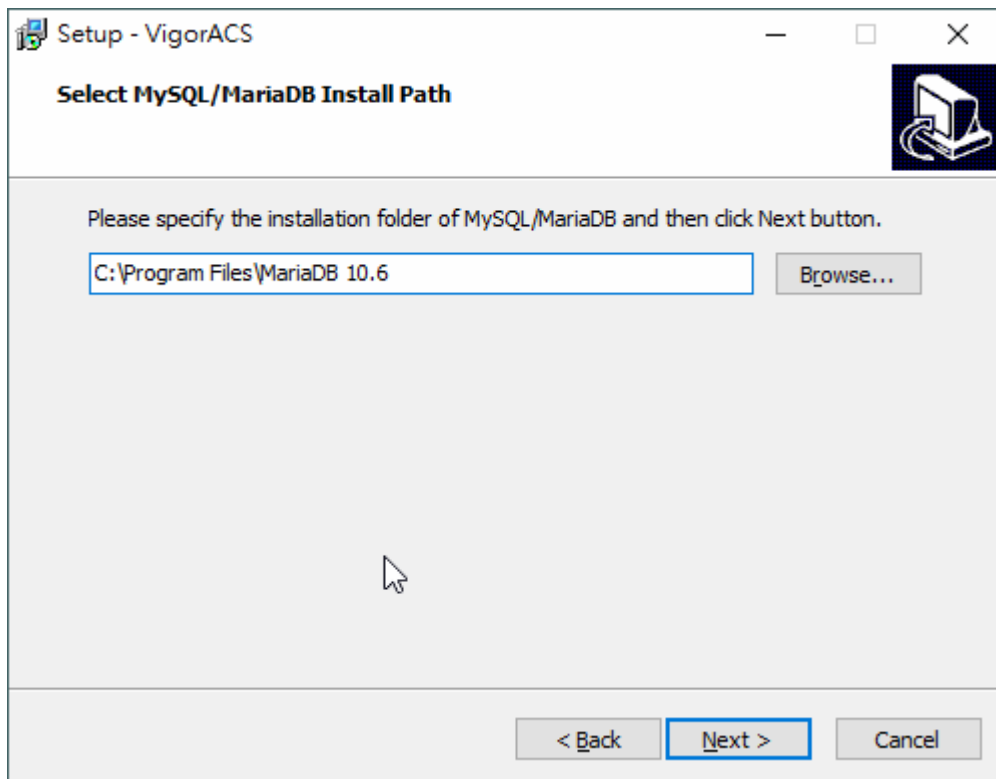 Setup - VigorACS
Select MySQL/MariaDB Install Path
Please specify the installation folder of MySQL/MariaDB and then click Next button.
C:\Program Files\MariaDB 10.6
Browse...
< Back
Next >
Cancel